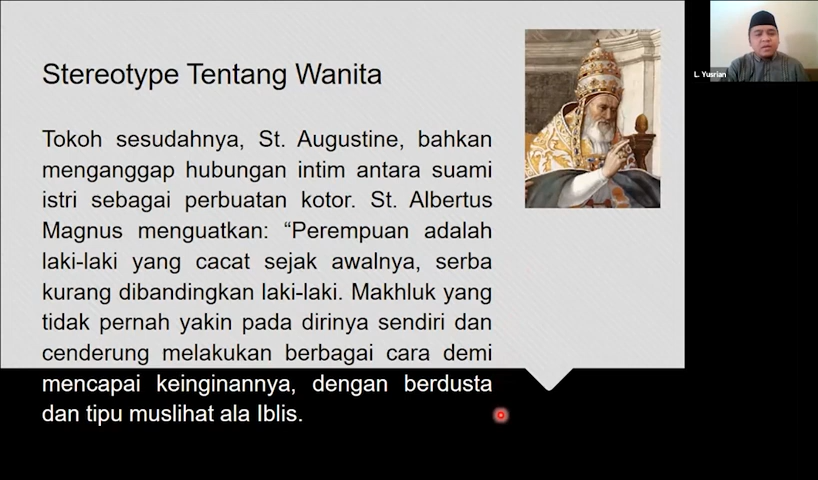 Stereotype Tentang Wanita
Tokoh sesudahnya, St. Augustine, bahkan
menganggap hubungan intim antara suami
istri sebagai perbuatan kotor. St. Albertus
Magnus menguatkan: “Perempuan adalah
laki-laki yang cacat sejak awalnya, serba
kurang dibandingkan laki-laki. Makhluk yang
tidak pernah yakin pada dirinya sendiri dan
cenderung melakukan berbagai cara demi
mencapai keinginannya, dengan berdusta
dan tipu muslihat ala Iblis.
L. Yusrian